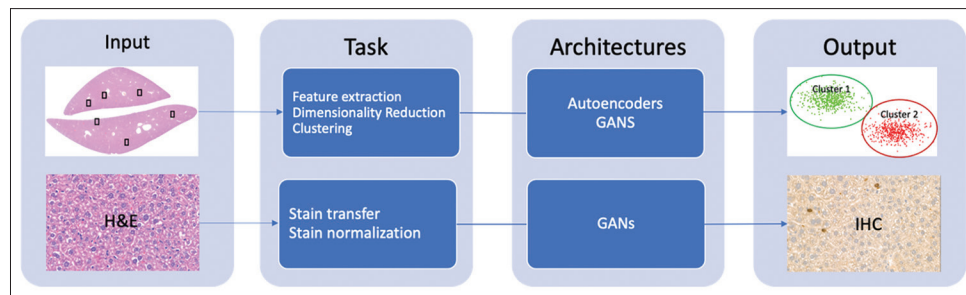 Input
Task
Architectures
Output
Feature extraction
Dimensionality Reduction
Clustering
Autoencoders
GANS
Cluster 1
Cluster 2
H&E
Stain transfer
Stain normalization
GANs
IHC